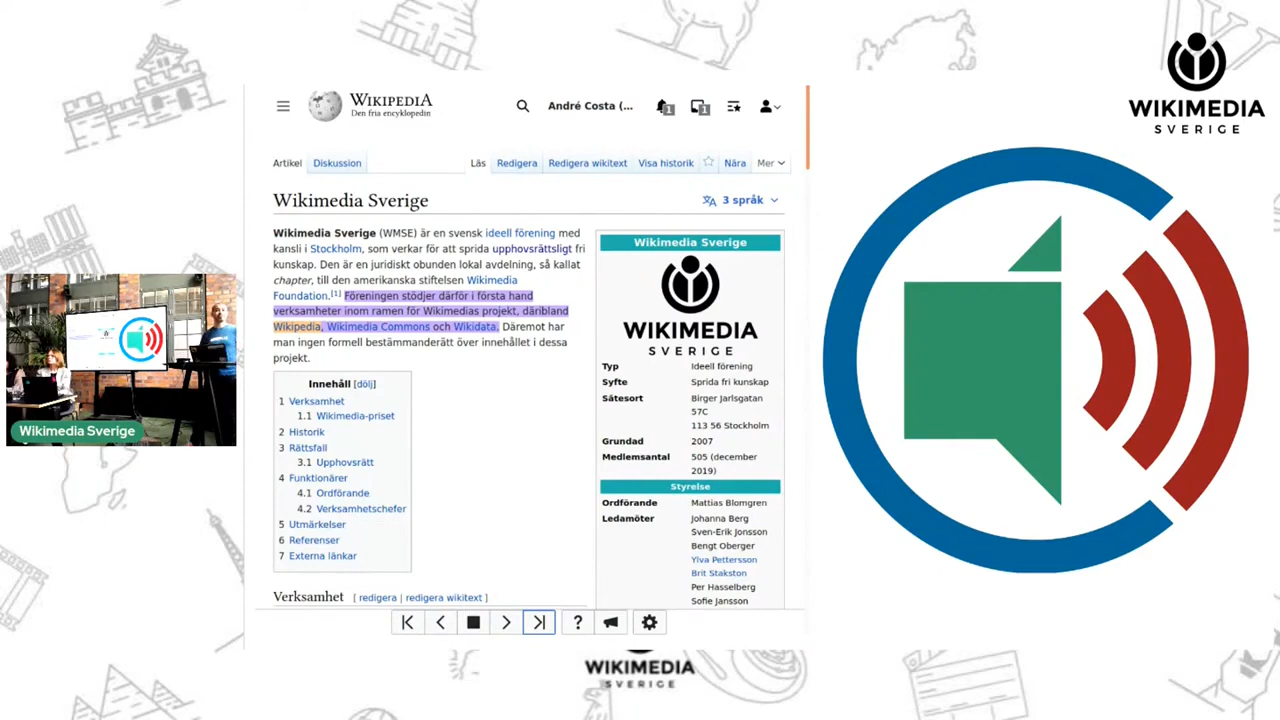 WIKIPEDIA
Den fria encyklopedin
André Costa (...
1
1
Artikel
Diskussion
Läs
Redigera
Redigera wikitext
Visa historik
Nära
Mer
Wikimedia Sverige
3 språk
Wikimedia Sverige (WMSE) är en svensk ideell förening med
kansli i Stockholm, som verkar för att sprida upphovsrättsligt fri
kunskap. Den är en juridiskt obunden lokal avdelning, så kallat
chapter, till den amerikanska stiftelsen Wikimedia
Foundation.[1] Föreningen stödjer därför i första hand
verksamheter inom ramen för Wikimedias projekt, däribland
Wikipedia, Wikimedia Commons och Wikidata. Däremot har
man ingen formell bestämmanderätt över innehållet i dessa
projekt.
Innehåll [dölj]
1 Verksamhet
1.1 Wikimedia-priset
2 Historik
3 Rättsfall
3.1 Upphovsrätt
4 Funktionärer
4.1 Ordförande
4.2 Verksamhetschefer
5 Utmärkelser
6 Referenser
7 Externa länkar
Verksamhet [ redigera | redigera wikitext ]
Wikimedia Sverige
WIKIMEDIA
SVERIGE
Typ Ideell förening
Syfte Sprida fri kunskap
Sätesort Birger Jarlsgatan
57C
113 56 Stockholm
Grundad 2007
Medlemsantal 505 (december
2019)
Styrelse
Ordförande Mattias Blomgren
Ledamöter Johanna Berg
Sven-Erik Jonsson
Bengt Oberger
Ylva Pettersson
Brit Stakston
Per Hasselberg
Sofie Jansson
?
WIKIMEDIA
SVERIGE
Wikimedia Sverige
WIKIMEDIA
SVERIGE